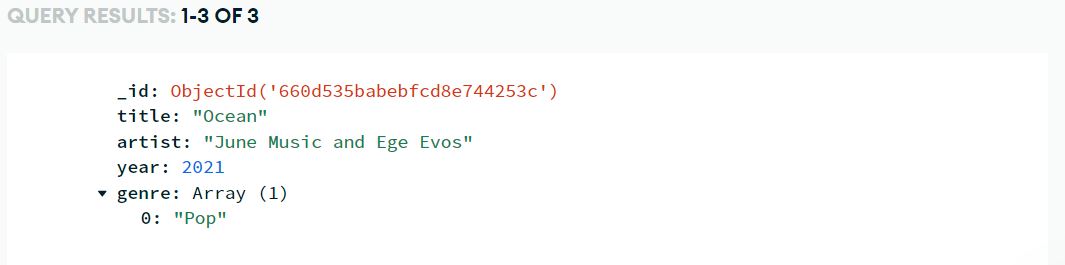 QUERY RESULTS: 1-3 OF 3
_id: ObjectId('660d535babebfcd8e744253c')
title: "Ocean"
artist: "June Music and Ege Evos"
year: 2021
genre: Array (1)
0: "Pop"